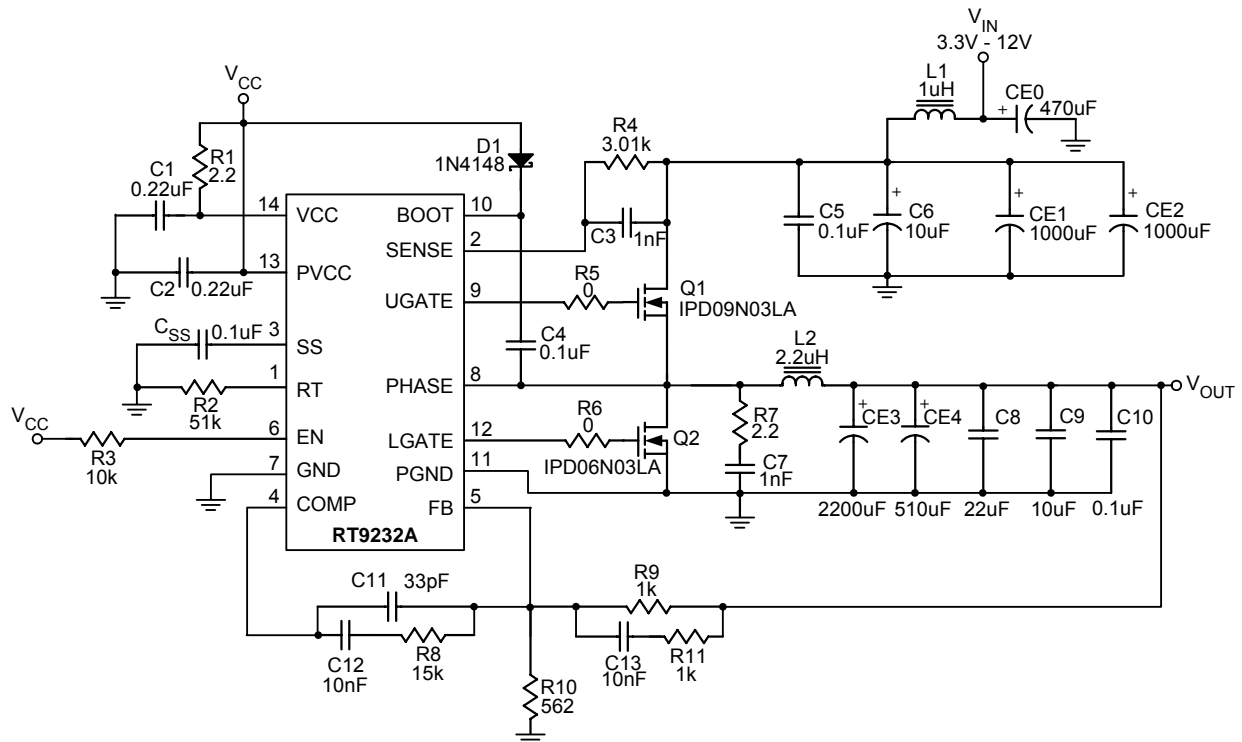 V_IN
3.3V - 12V
L1
1uH
CE0
470uF
V_CC
R4
3.01k
D1
1N4148
R1
2.2
C1
0.22uF
14
VCC
BOOT
10
C3
1nF
C5
0.1uF
C6
10uF
CE1
1000uF
CE2
1000uF
SENSE
2
13
PVCC
C2
0.22uF
R5
0
Q1
IPD09N03LA
UGATE
9
C_SS
0.1uF
3
SS
C4
0.1uF
L2
2.2uH
1
RT
R2
51k
PHASE
8
V_OUT
V_CC
R3
10k
6
EN
R6
0
Q2
IPD06N03LA
LGATE
12
R7
2.2
C7
1nF
CE3
CE4
C8
C9
C10
7
GND
PGND
11
4
COMP
FB
5
2200uF
510uF
22uF
10uF
0.1uF
RT9232A
C11
33pF
R9
1k
C12
10nF
R8
15k
C13
10nF
R11
1k
R10
562